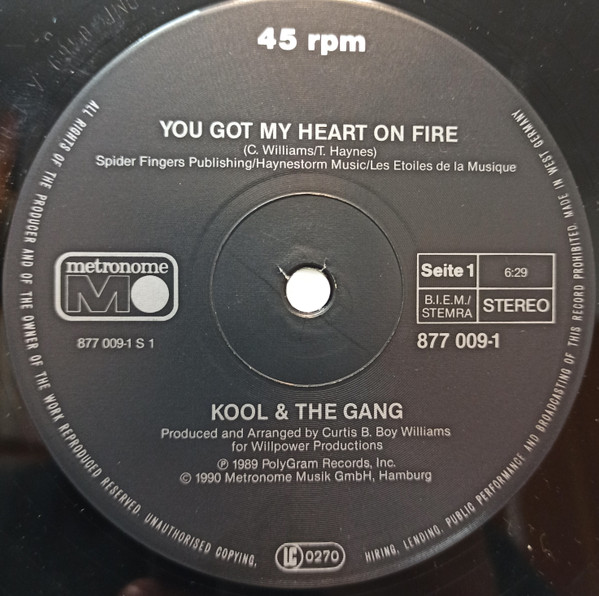 45 rpm
YOU GOT MY HEART ON FIRE
(C. Williams/T. Haynes)
Spider Fingers Publishing/Haynestorm Music/Les Etoiles de la Musique
metronome
M
877 009-1 S 1
Seite 1
6:29
B.I.E.M./
STEMRA
STEREO
877 009-1
KOOL & THE GANG
Produced and Arranged by Curtis B. Boy Williams
for Willpower Productions
℗ 1989 PolyGram Records, Inc.
© 1990 Metronome Musik GmbH, Hamburg
ALL RIGHTS OF THE PRODUCER AND OF THE OWNER OF THE WORK REPRODUCED RESERVED. UNAUTHORISED COPYING, HIRING, LENDING, PUBLIC PERFORMANCE AND BROADCASTING OF THIS RECORD PROHIBITED. MADE IN WEST GERMANY
LC 0270